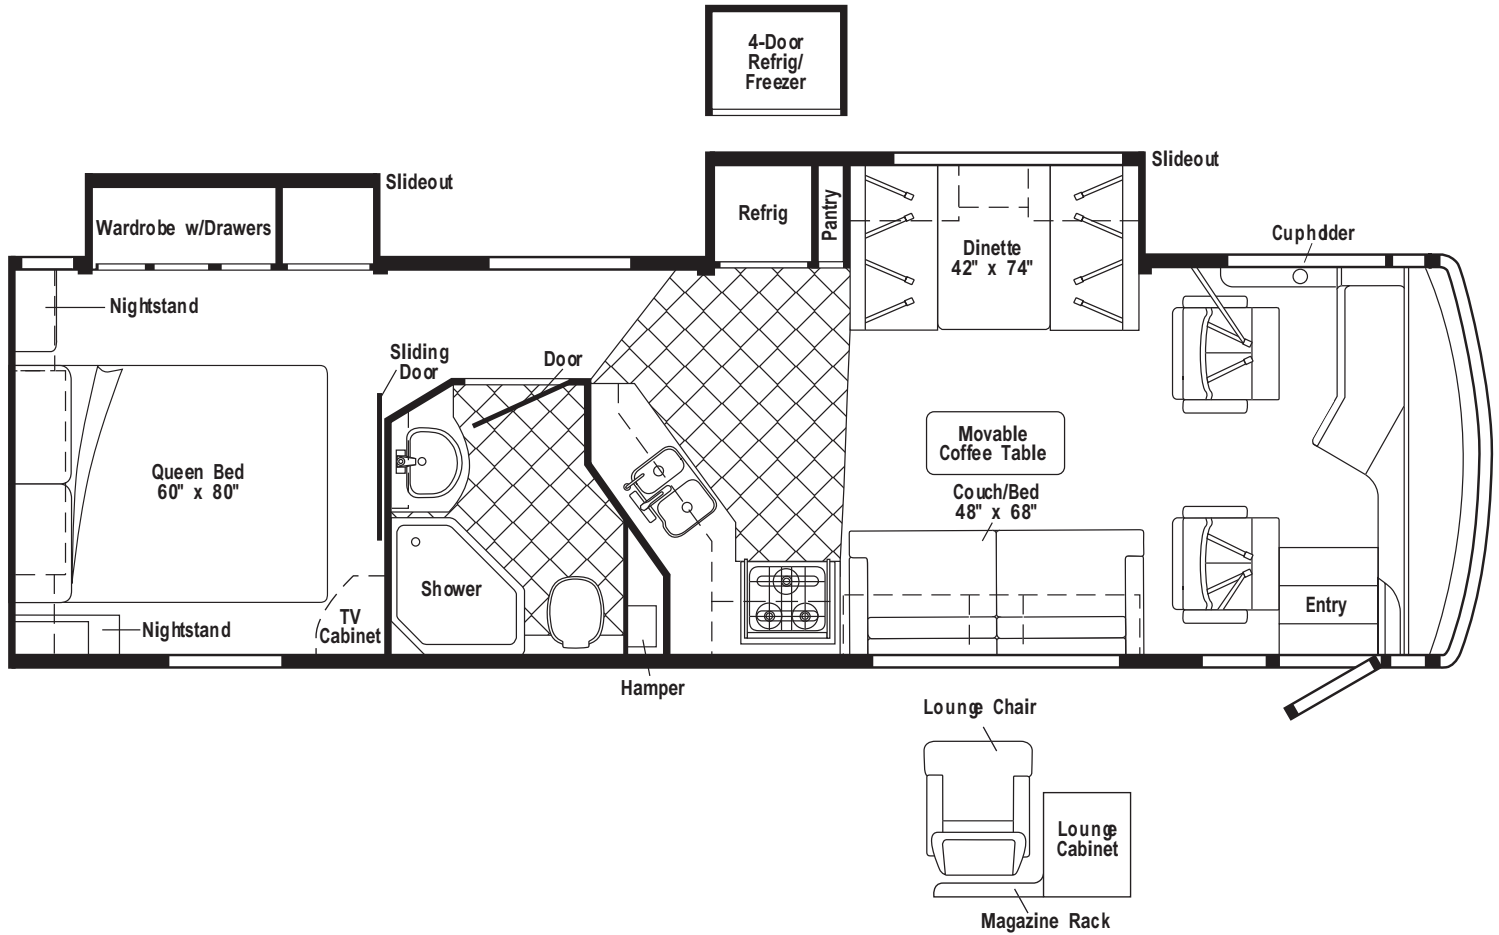 4-Door
Refrig/
Freezer
Slideout
Slideout
Wardrobe w/Drawers
Refrig
Pantry
Dinette
42" x 74"
Cuphdder
Nightstand
Sliding
Door
Door
Movable
Coffee Table
Queen Bed
60" x 80"
Couch/Bed
48" x 68"
Shower
Entry
TV
Cabinet
Nightstand
Hamper
Lounge Chair
Lounge
Cabinet
Magazine Rack